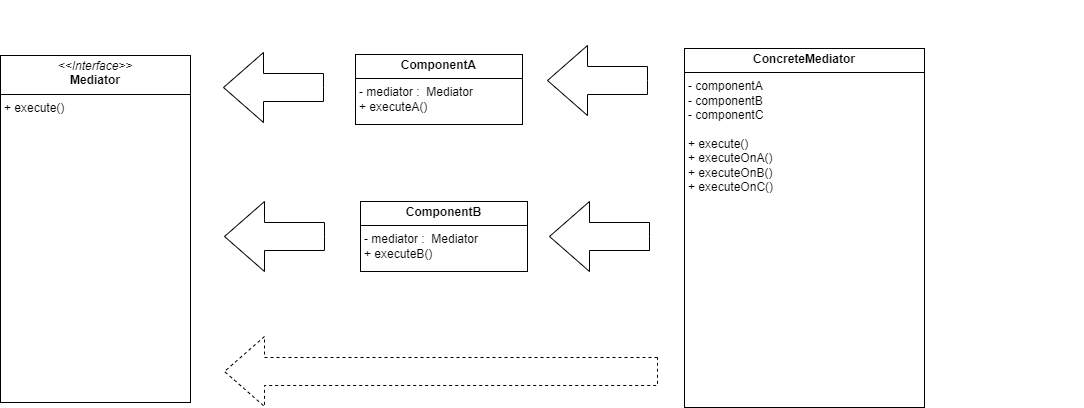 <<Interface>>
Mediator
+ execute()
ComponentA
- mediator :  Mediator
+ executeA()
ComponentB
- mediator :  Mediator
+ executeB()
ConcreteMediator
- componentA
- componentB
- componentC
+ execute()
+ executeOnA()
+ executeOnB()
+ executeOnC()